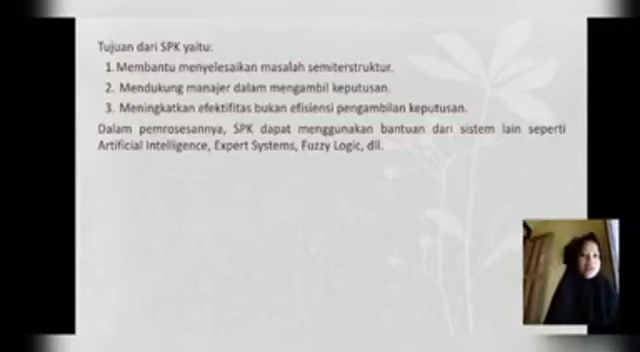 Tujuan dari SPK yaitu:
1. Membantu menyelesaikan masalah semiterstruktur.
2. Mendukung manajer dalam mengambil keputusan.
3. Meningkatkan efektifitas bukan efisiensi pengambilan keputusan.
Dalam pemrosesannya, SPK dapat menggunakan bantuan dari sistem lain seperti
Artificial Intelligence, Expert Systems, Fuzzy Logic, dll.